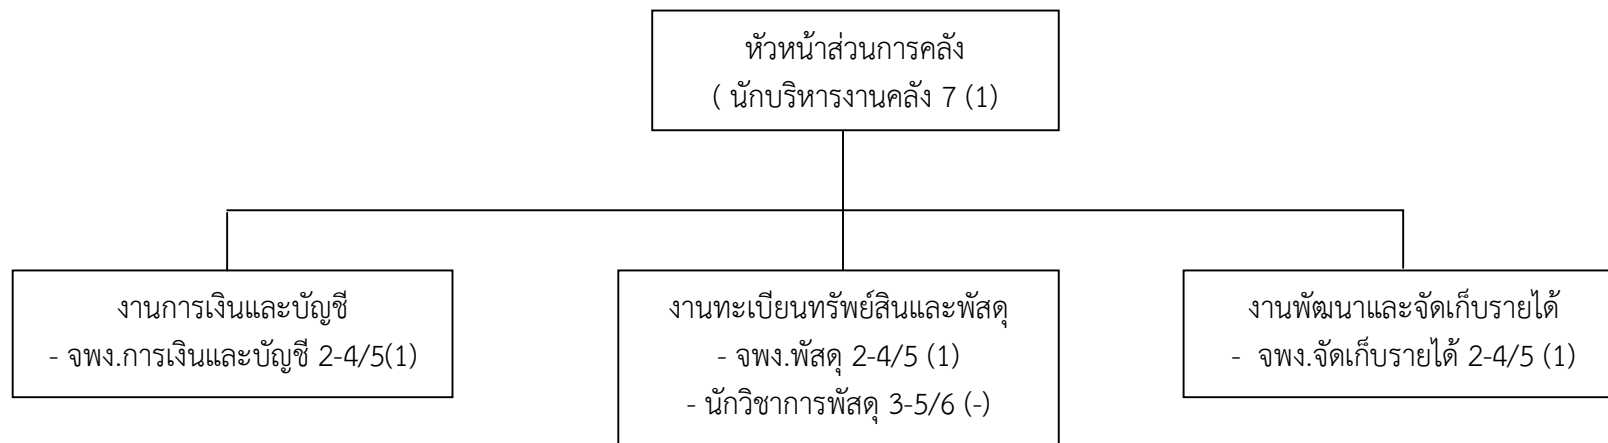 หัวหน้าส่วนการคลัง
( นักบริหารงานคลัง 7 (1)
งานการเงินและบัญชี
- จพง.การเงินและบัญชี 2-4/5(1)
งานทะเบียนทรัพย์สินและพัสดุ
- จพง.พัสดุ 2-4/5 (1)
- นักวิชาการพัสดุ 3-5/6 (-)
งานพัฒนาและจัดเก็บรายได้
- จพง.จัดเก็บรายได้ 2-4/5 (1)